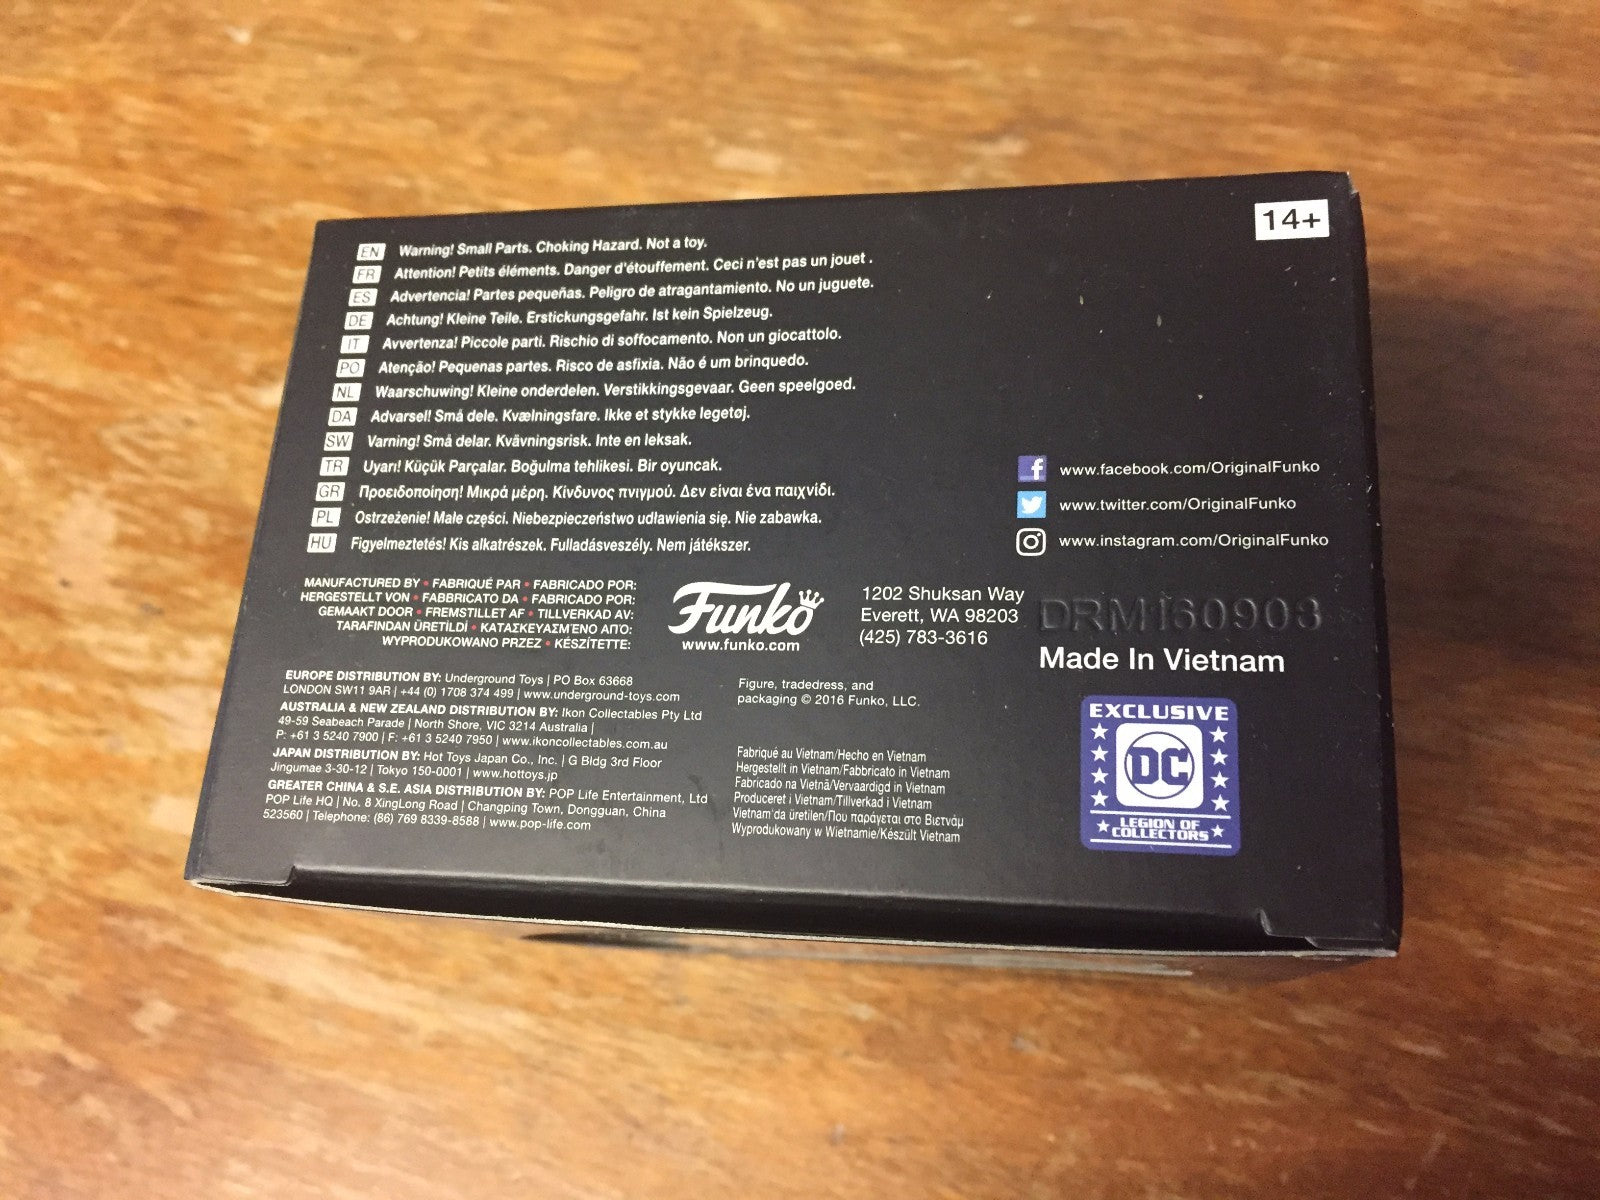 14+
EN Warning! Small Parts. Choking Hazard. Not a toy.
FR Attention! Petits éléments. Danger d'étouffement. Ceci n'est pas un jouet .
ES Advertencia! Partes pequeñas. Peligro de atragantamiento. No un juguete.
DE Achtung! Kleine Teile. Erstickungsgefahr. Ist kein Spielzeug.
IT Avvertenza! Piccole parti. Rischio di soffocamento. Non un giocattolo.
PO Atenção! Pequenas partes. Risco de asfixia. Não é um brinquedo.
NL Waarschuwing! Kleine onderdelen. Verstikkingsgevaar. Geen speelgoed.
DA Advarsel! Små dele. Kvælningsfare. Ikke et stykke legetøj.
SW Varning! Små delar. Kvävningsrisk. Inte en leksak.
TR Uyarı! Küçük Parçalar. Boğulma tehlikesi. Bir oyuncak.
GR Προειδοποίηση! Μικρά μέρη. Κίνδυνος πνιγμού. Δεν είναι ένα παιχνίδι.
PL Ostrzeżenie! Małe części. Niebezpieczeństwo udławienia się. Nie zabawka.
HU Figyelmeztetés! Kis alkatrészek. Fulladásveszély. Nem játékszer.
f www.facebook.com/OriginalFunko
www.twitter.com/OriginalFunko
www.instagram.com/OriginalFunko
MANUFACTURED BY • FABRIQUÉ PAR • FABRICADO POR:
HERGESTELLT VON • FABBRICATO DA • FABRICADO POR:
GEMAAKT DOOR • FREMSTILLET AF • TILLVERKAD AV:
TARAFINDAN ÜRETİLDİ • ΚΑΤΑΣΚΕΥΑΣΜΈΝΟ ΑΠΌ:
WYPRODUKOWANO PRZEZ • KÉSZÍTETTE:
Funko
www.funko.com
1202 Shuksan Way
Everett, WA 98203
(425) 783-3616
DRM160903
Made In Vietnam
EUROPE DISTRIBUTION BY: Underground Toys | PO Box 63668
LONDON SW11 9AR | +44 (0) 1708 374 499 | www.underground-toys.com
AUSTRALIA & NEW ZEALAND DISTRIBUTION BY: Ikon Collectables Pty Ltd
49-59 Seabeach Parade | North Shore, VIC 3214 Australia |
P: +61 3 5240 7900 | F: +61 3 5240 7950 | www.ikoncollectables.com.au
JAPAN DISTRIBUTION BY: Hot Toys Japan Co., Inc. | G Bldg 3rd Floor
Jingumae 3-30-12 | Tokyo 150-0001 | www.hottoys.jp
GREATER CHINA & S.E. ASIA DISTRIBUTION BY: POP Life Entertainment, Ltd
POP Life HQ | No. 8 XingLong Road | Changping Town, Dongguan, China
523560 | Telephone: (86) 769 8339-8588 | www.pop-life.com
Figure, tradedress, and
packaging © 2016 Funko, LLC.
Fabriqué au Vietnam/Hecho en Vietnam
Hergestellt in Vietnam/Fabbricato in Vietnam
Fabricado na Vietnã/Vervaardigd in Vietnam
Produceret i Vietnam/Tillverkad i Vietnam
Vietnam'da üretilen/Που παράγεται στο Βιετνάμ
Wyprodukowany w Wietnamie/Készült Vietnam
EXCLUSIVE
DC
LEGION OF
COLLECTORS